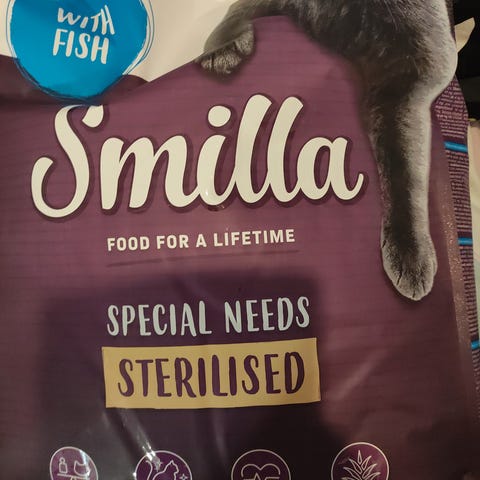 WITH
FISH
Smilla
FOOD FOR A LIFETIME
SPECIAL NEEDS
STERILISED